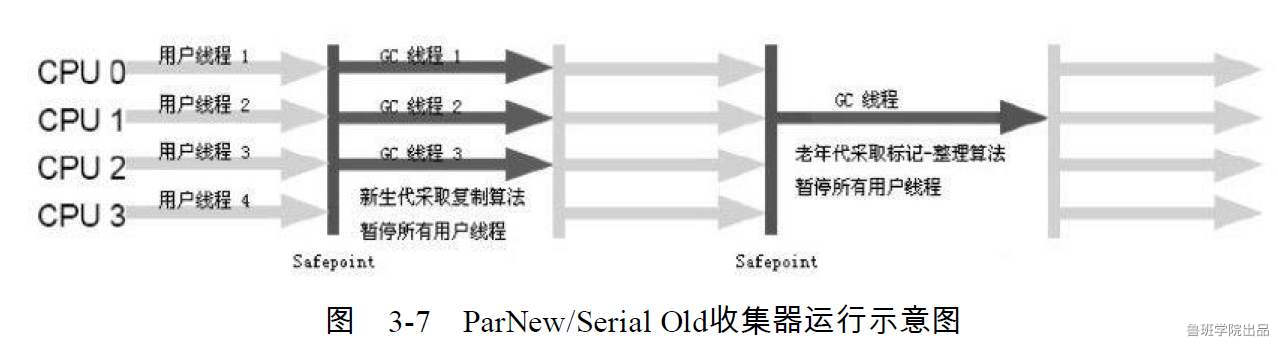 CPU 0 用户线程 1 GC 线程 1
CPU 1 用户线程 2 GC 线程 2 GC 线程
CPU 2 用户线程 3 GC 线程 3 老年代采取标记-整理算法
暂停所有用户线程
CPU 3 用户线程 4 新生代采取复制算法
暂停所有用户线程
Safepoint Safepoint
图 3-7 ParNew/Serial Old收集器运行示意图
鲁班学院出品